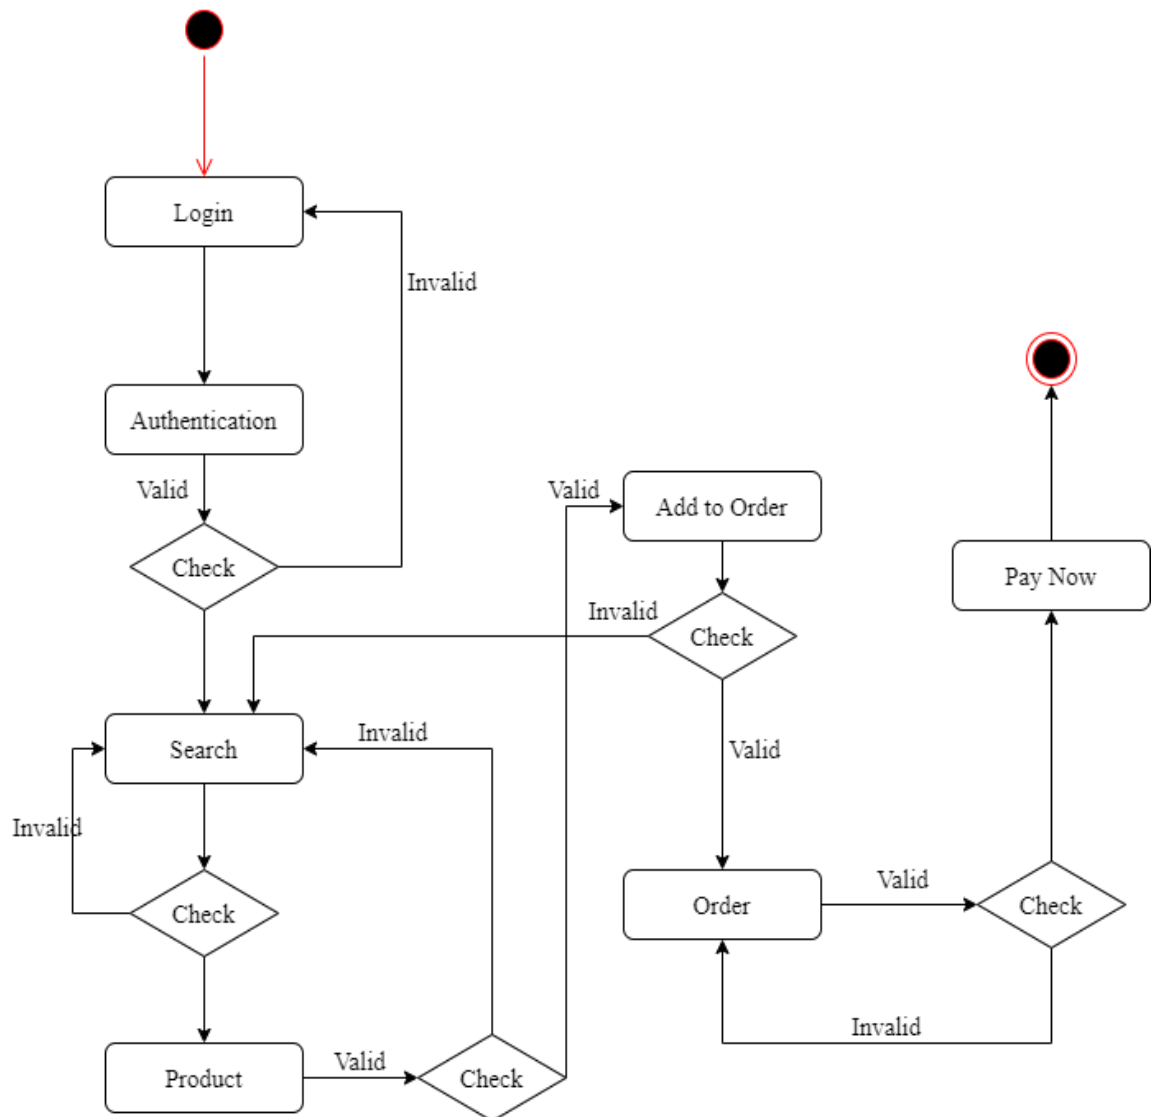 Login
Invalid
Authentication
Valid
Check
Valid
Add to Order
Pay Now
Invalid
Check
Search
Invalid
Valid
Invalid
Check
Order
Valid
Check
Invalid
Product
Valid
Check